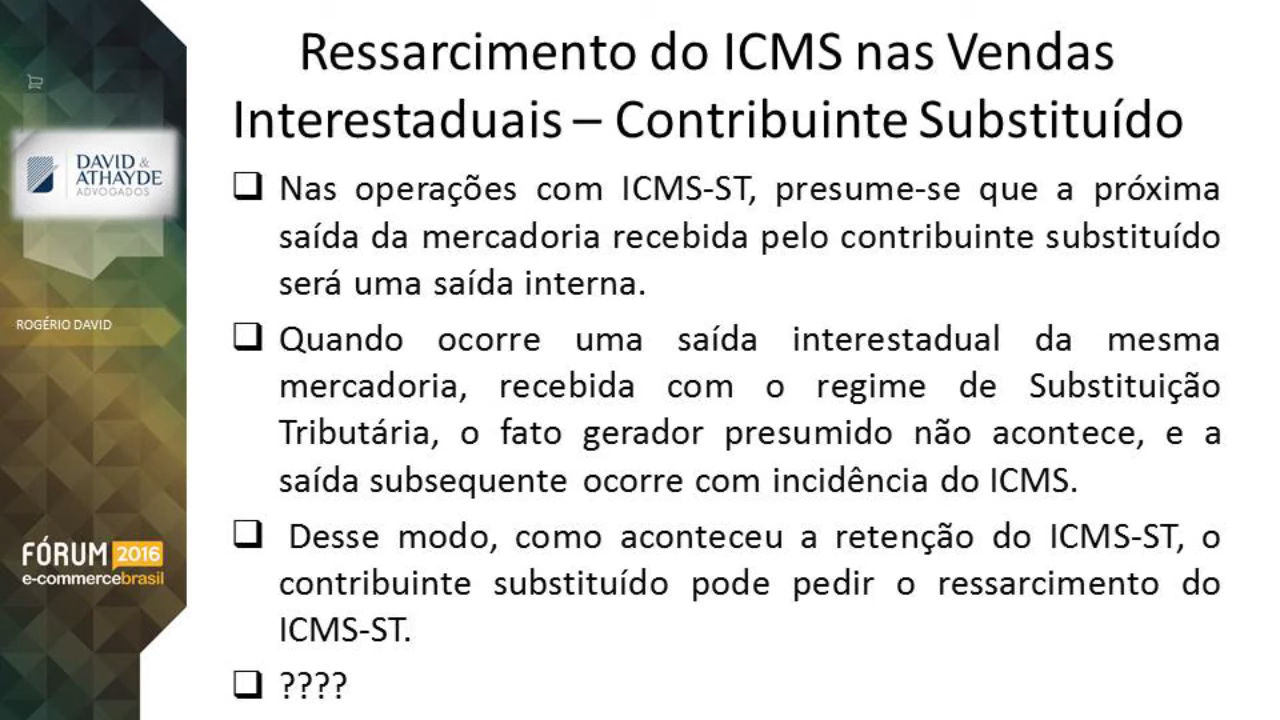 Ressarcimento do ICMS nas Vendas
Interestaduais – Contribuinte Substituído
DAVID &
ATHAYDE
ADVOGADOS
ROGÉRIO DAVID
FÓRUM 2016
e-commercebrasil
Nas operações com ICMS-ST, presume-se que a próxima
saída da mercadoria recebida pelo contribuinte substituído
será uma saída interna.
Quando ocorre uma saída interestadual da mesma
mercadoria, recebida com o regime de Substituição
Tributária, o fato gerador presumido não acontece, e a
saída subsequente ocorre com incidência do ICMS.
Desse modo, como aconteceu a retenção do ICMS-ST, o
contribuinte substituído pode pedir o ressarcimento do
ICMS-ST.
????